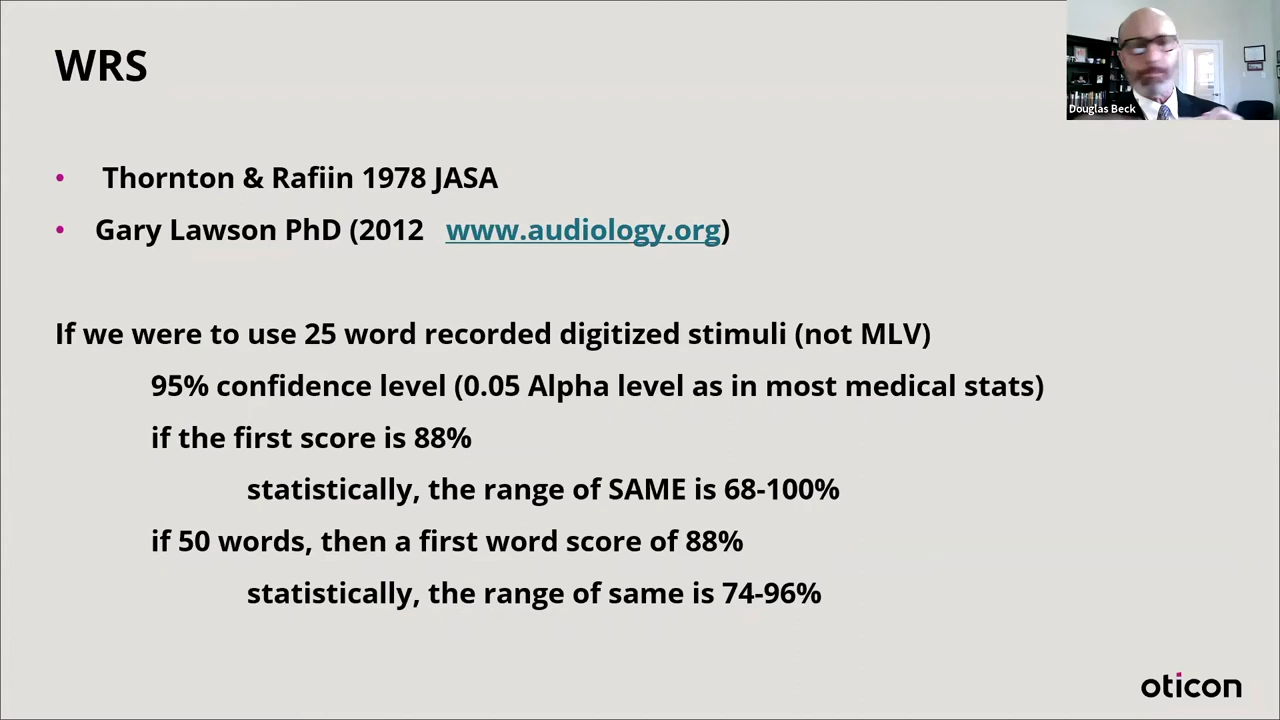 WRS
Douglas Beck
• Thornton & Rafiin 1978 JASA
• Gary Lawson PhD (2012 www.audiology.org)
If we were to use 25 word recorded digitized stimuli (not MLV)
95% confidence level (0.05 Alpha level as in most medical stats)
if the first score is 88%
statistically, the range of SAME is 68-100%
if 50 words, then a first word score of 88%
statistically, the range of same is 74-96%
oticon